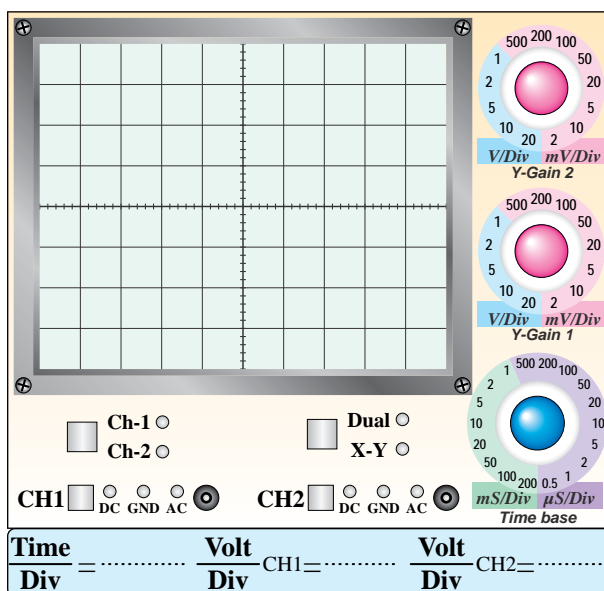 500 200 100
1 50
2 20
5 10
10 5
20 2
V/Div mV/Div
Y-Gain 2
500 200 100
1 50
2 20
5 10
10 5
20 2
V/Div mV/Div
Y-Gain 1
1 500 200 100
2 50
5 20
10 10
20 5
50 2
100 200 0.5 1
mS/Div µS/Div
Time base
Ch-1
Ch-2
Dual
X-Y
CH1 DC GND AC
CH2 DC GND AC
Time/Div = ............ Volt/Div CH1= ............ Volt/Div CH2= ............